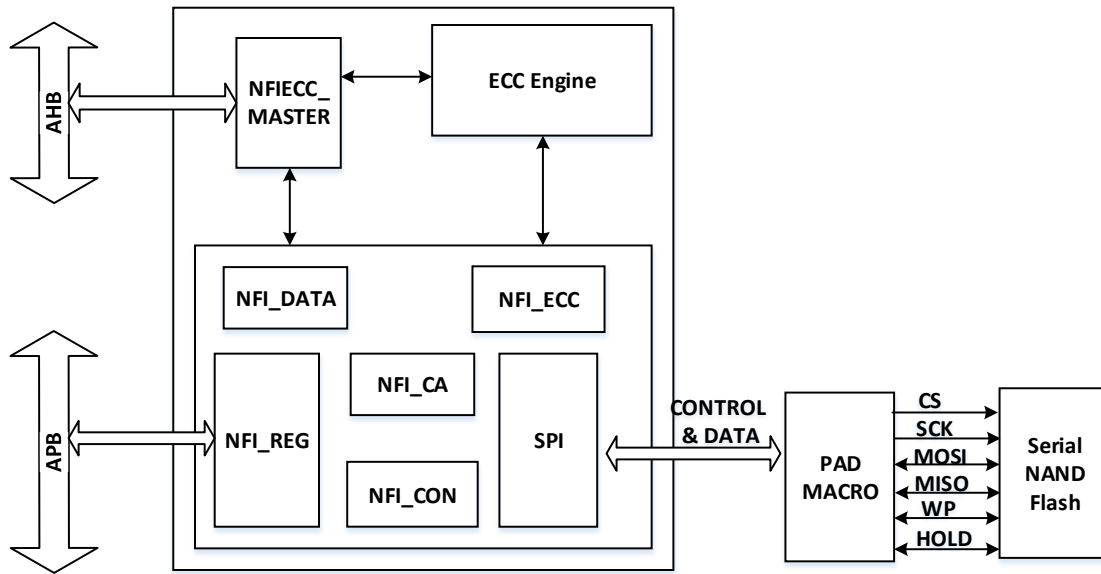 AHB
NFIECC_
MASTER
ECC Engine
NFI_DATA
NFI_ECC
APB
NFI_REG
NFI_CA
NFI_CON
SPI
CONTROL
& DATA
PAD
MACRO
CS
SCK
MOSI
MISO
WP
HOLD
Serial
NAND
Flash